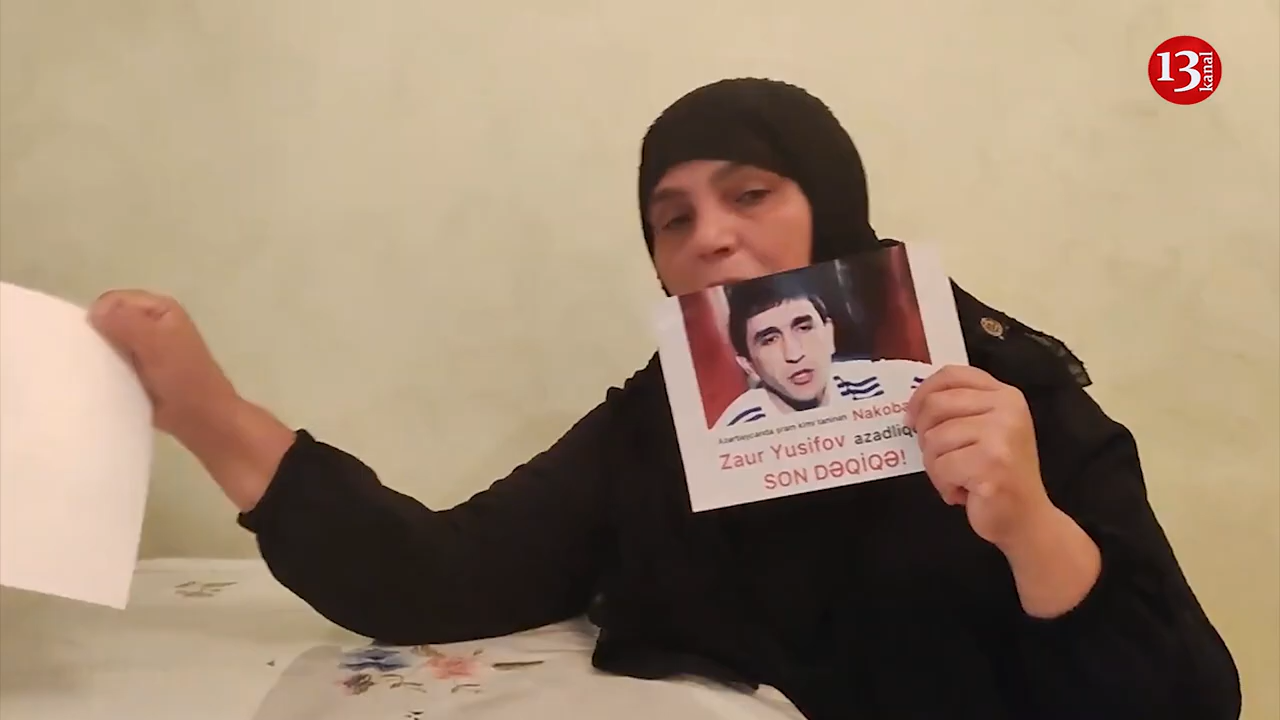 13
kanal
Azərbaycanda şram kimi tanınan Nakoba
Zaur Yusifov azadlıq
SON DƏQİQƏ!